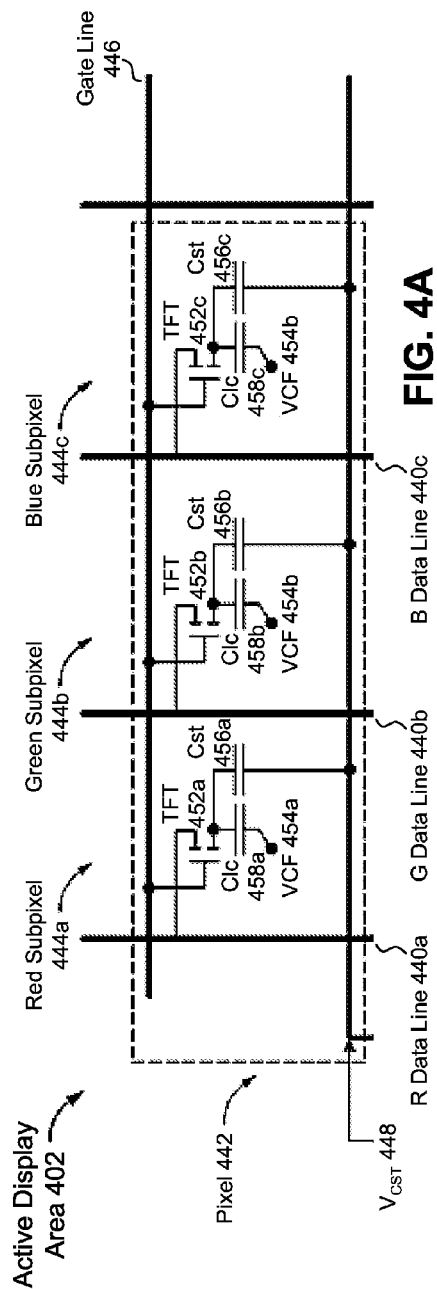 Active Display
Area 402
Pixel 442
V_CST 448
Red Subpixel
444a
Green Subpixel
444b
Blue Subpixel
444c
Gate Line
446
TFT
452a
Cst
456a
Clc
458a
VCF 454a
TFT
452b
Cst
456b
Clc
458b
VCF 454b
TFT
452c
Cst
456c
Clc
458c
VCF 454b
R Data Line 440a
G Data Line 440b
B Data Line 440c
FIG. 4A